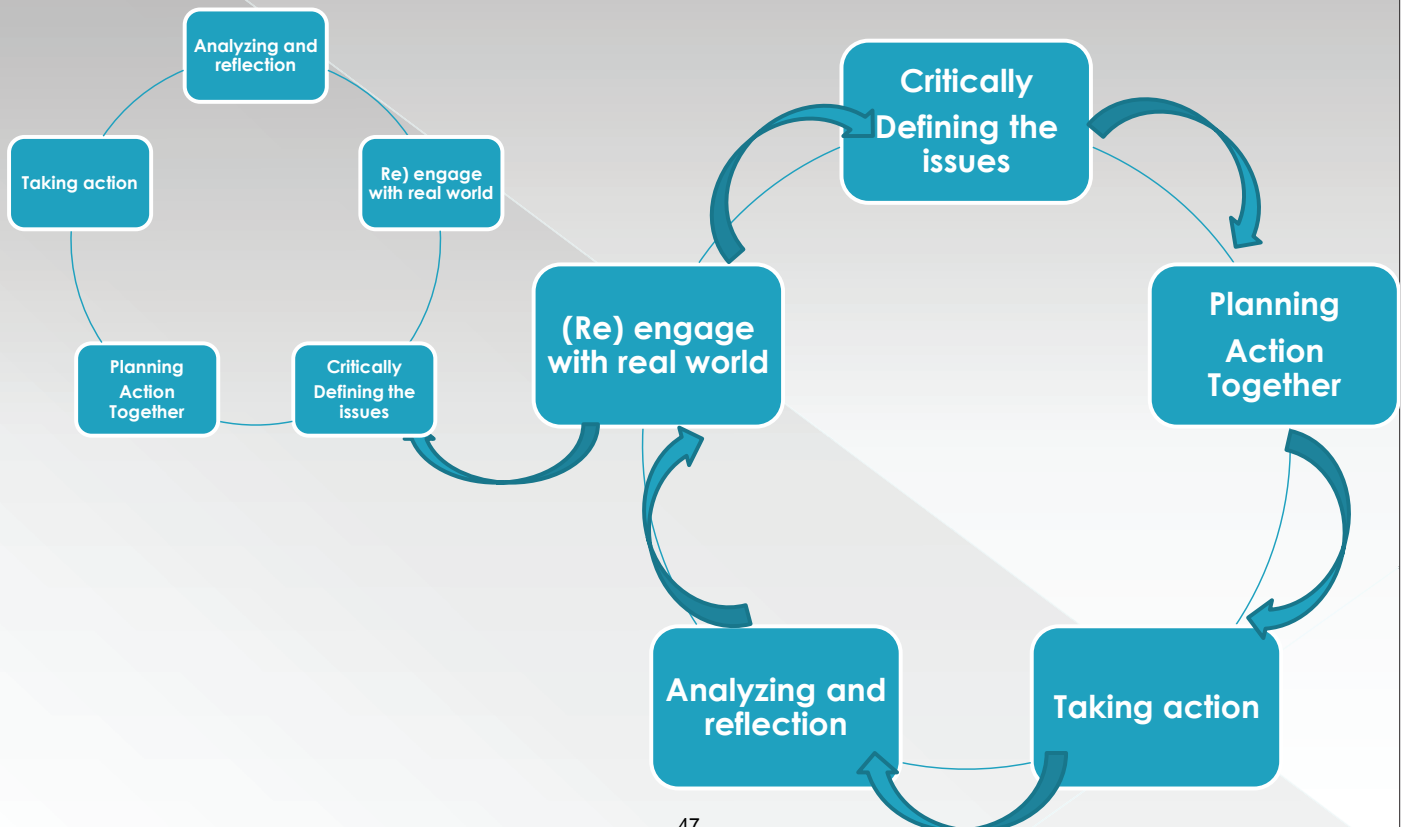 Analyzing and
reflection
Taking action
Re) engage
with real world
Planning
Action
Together
Critically
Defining the
issues
Critically
Defining the
issues
(Re) engage
with real world
Planning
Action
Together
Analyzing and
reflection
Taking action
47